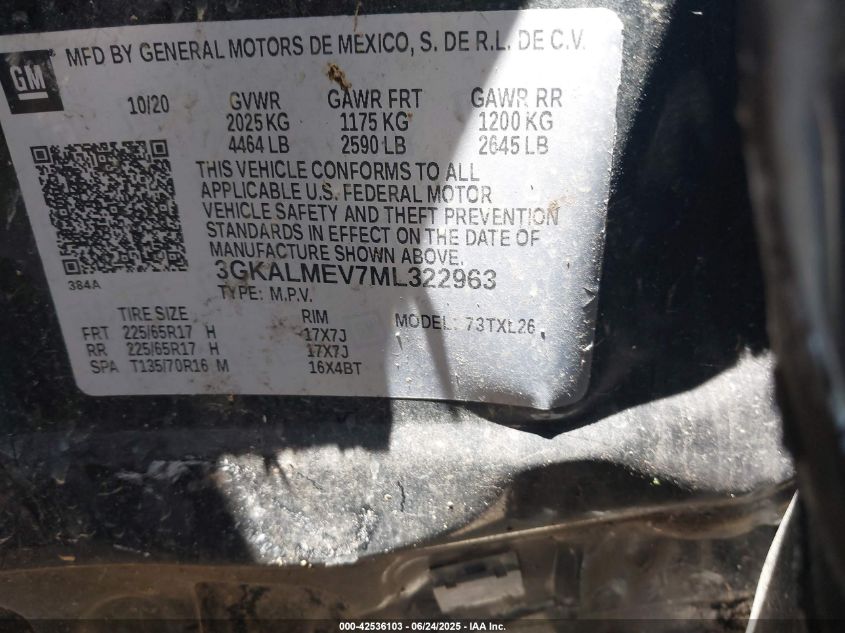 GM
MFD BY GENERAL MOTORS DE MEXICO, S. DE R.L. DE C.V.
10/20 GVWR GAWR FRT GAWR RR
2025 KG 1175 KG 1200 KG
4464 LB 2590 LB 2645 LB
THIS VEHICLE CONFORMS TO ALL
APPLICABLE U.S. FEDERAL MOTOR
VEHICLE SAFETY AND THEFT PREVENTION
STANDARDS IN EFFECT ON THE DATE OF
MANUFACTURE SHOWN ABOVE.
3GKALMEV7ML322963
384A
TYPE: M.P.V.
TIRE SIZE RIM MODEL: 73TXL26
FRT 225/65R17 H 17X7J
RR 225/65R17 H 17X7J
SPA T135/70R16 M 16X4BT
000-42536103 - 06/24/2025 - IAA Inc.